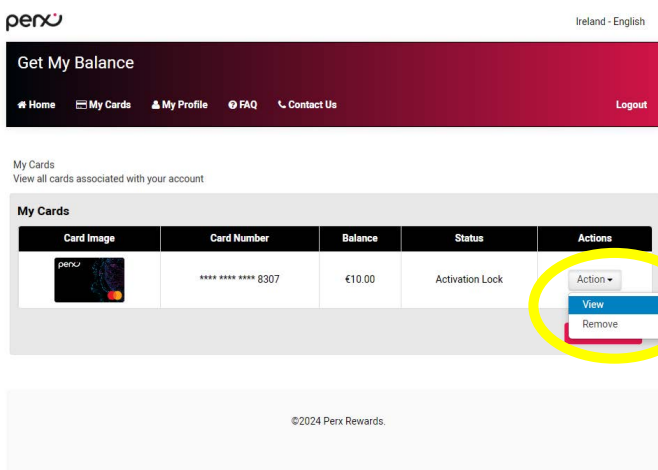 perx
Ireland - English
Get My Balance
Home My Cards My Profile FAQ Contact Us Logout
My Cards
View all cards associated with your account
My Cards
Card Image Card Number Balance Status Actions
perx
**** **** **** 8307 €10.00 Activation Lock Action
View
Remove
©2024 Perx Rewards.